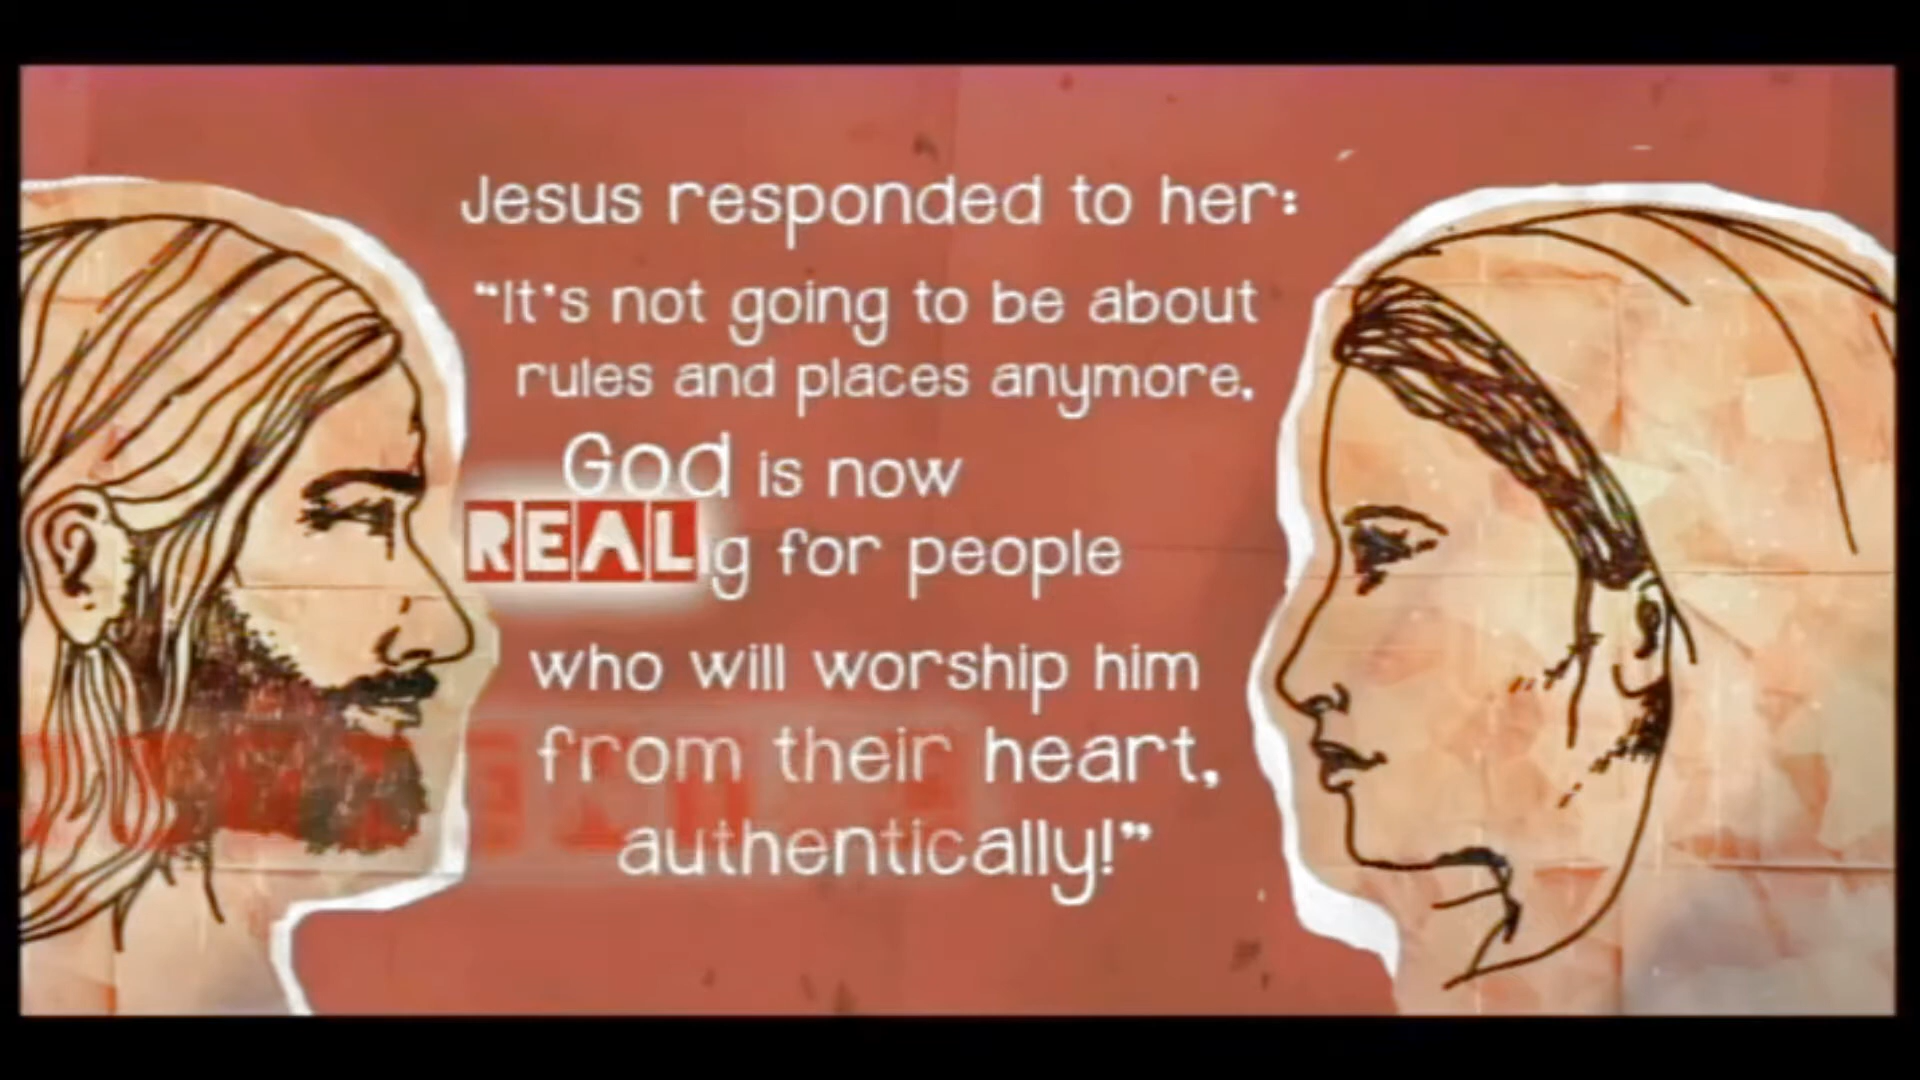 Jesus responded to her:
“It's not going to be about
rules and places anymore,
God is now
REAL
for people
who will worship him
from their heart,
authentically!”